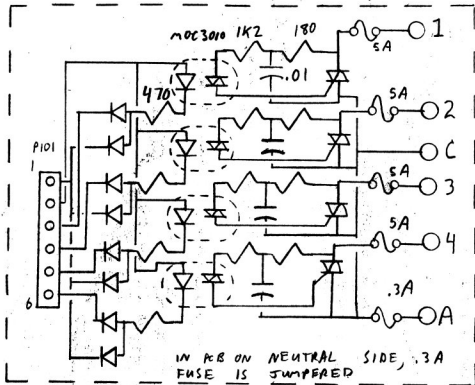 MOC3010
1K2
180
1
5A
.01
470
5A
2
P101
1
C
5A
3
5A
4
6
.3A
A
IN PCB ON NEUTRAL SIDE, .3A
FUSE IS JUMPERED